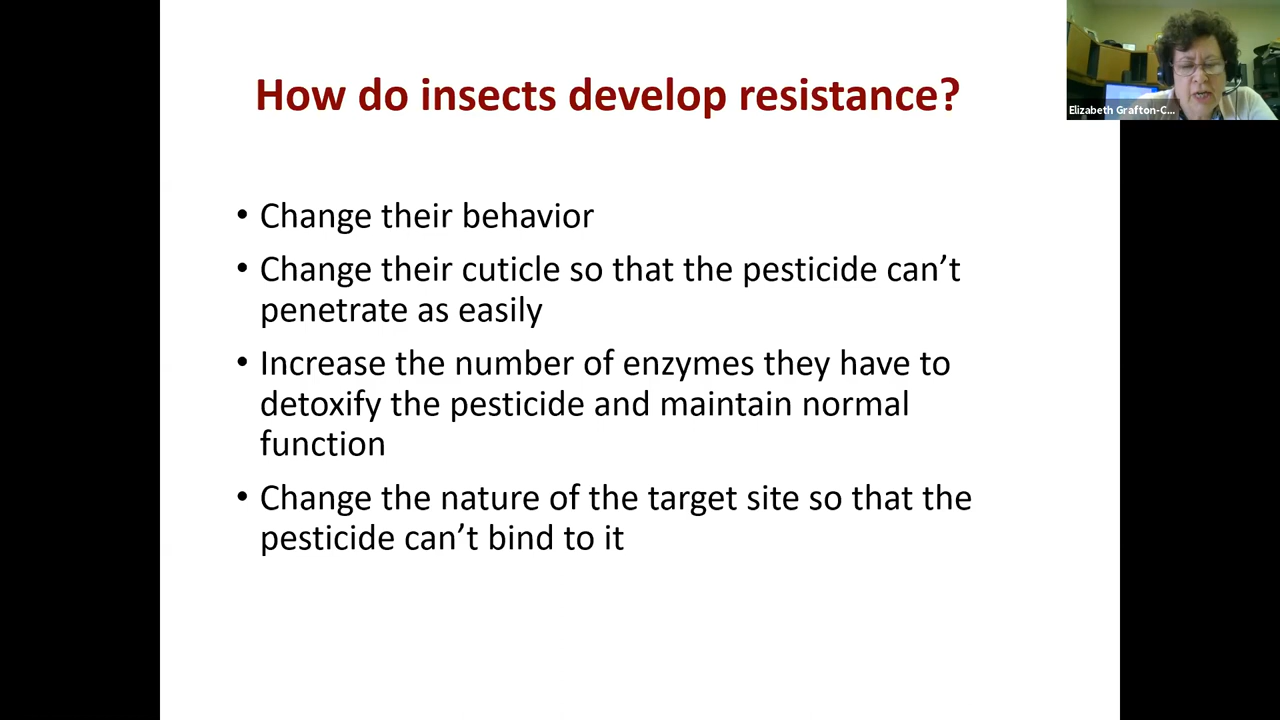 How do insects develop resistance?
Elizabeth Grafton-C...
• Change their behavior
• Change their cuticle so that the pesticide can’t
penetrate as easily
• Increase the number of enzymes they have to
detoxify the pesticide and maintain normal
function
• Change the nature of the target site so that the
pesticide can’t bind to it